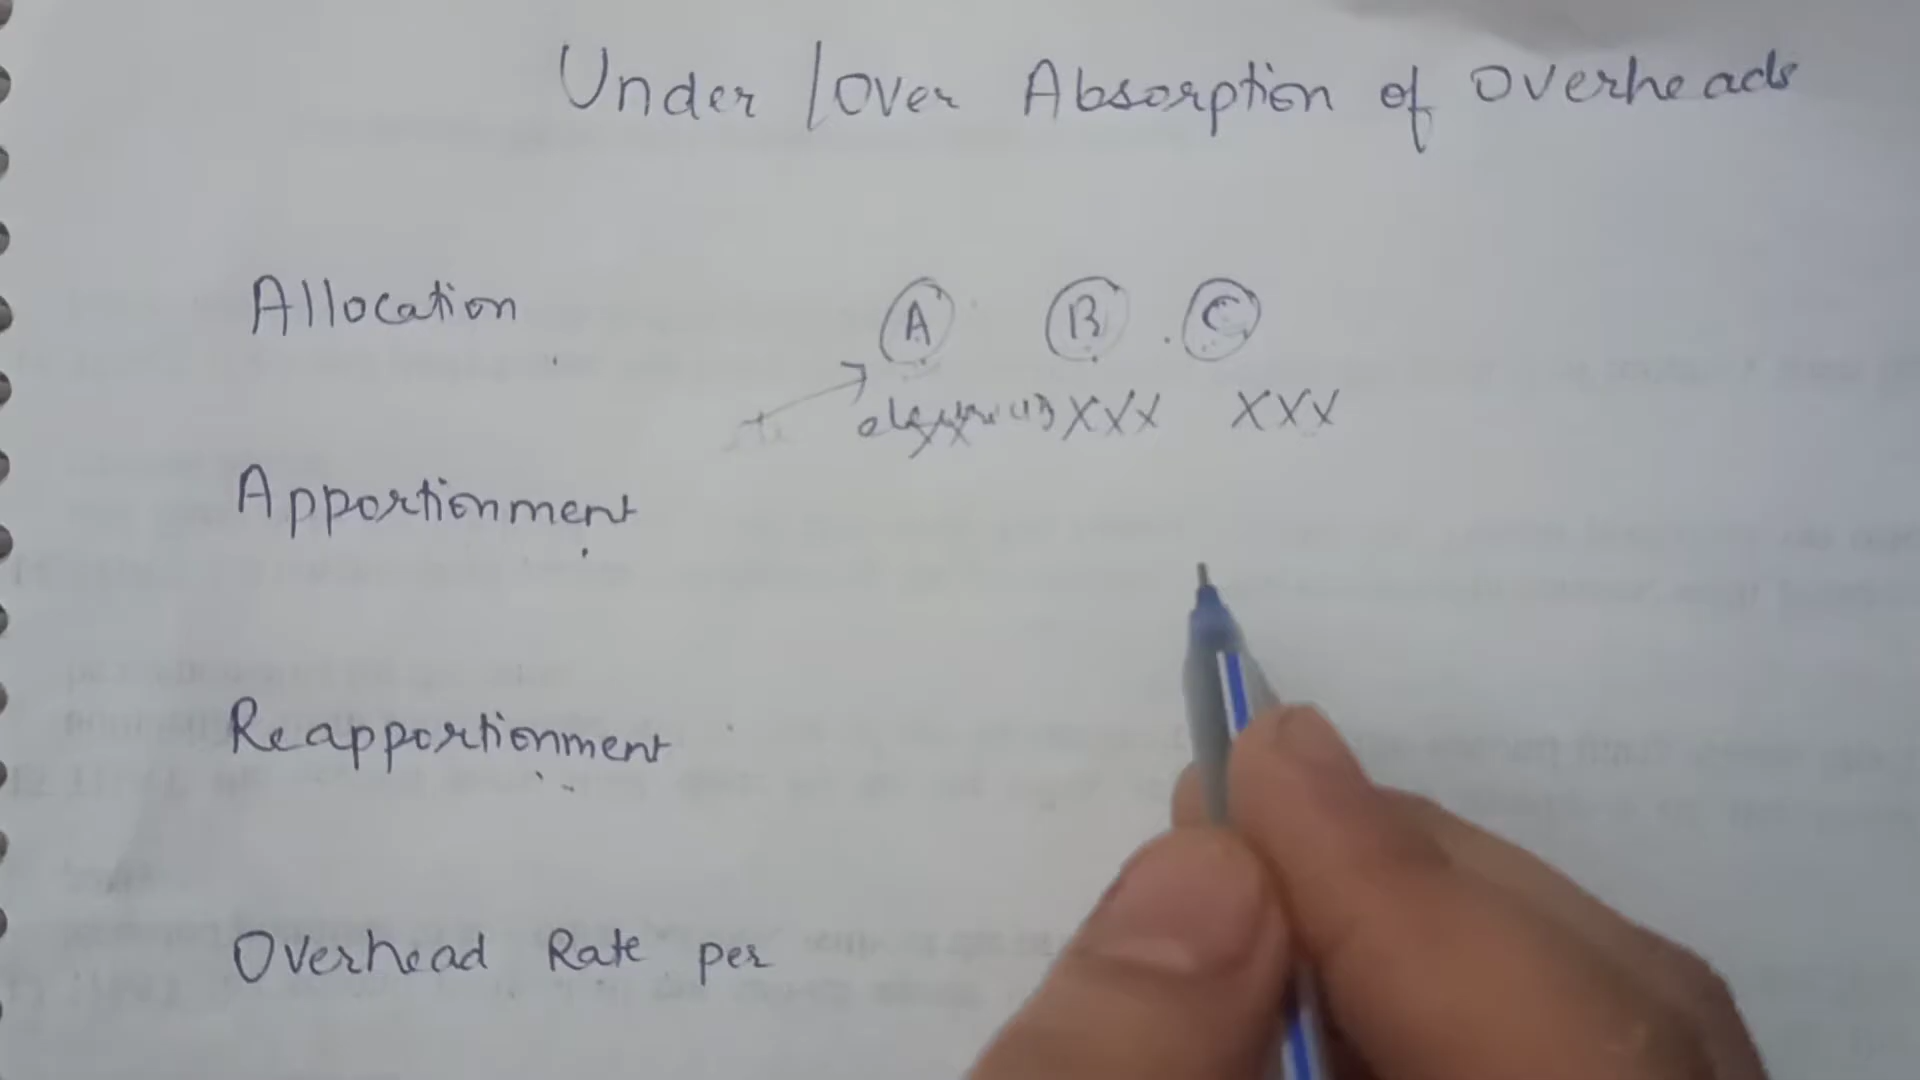 Under / Over Absorption of Overheads
Allocation
A B C
XXX XXX
Apportionment
Reapportionment
Overhead Rate per